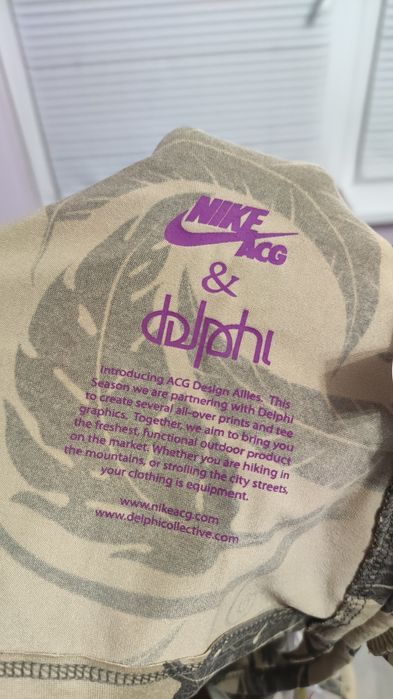 NIKE
ACG
&
delphi
Introducing ACG Design Allies. This
Season we are partnering with Delphi
to create several all-over prints and tee
graphics. Together, we aim to bring you
the freshest, functional outdoor product
on the market. Whether you are hiking in
the mountains, or strolling the city streets,
your clothing is equipment.
www.nikeacg.com
www.delphicollective.com